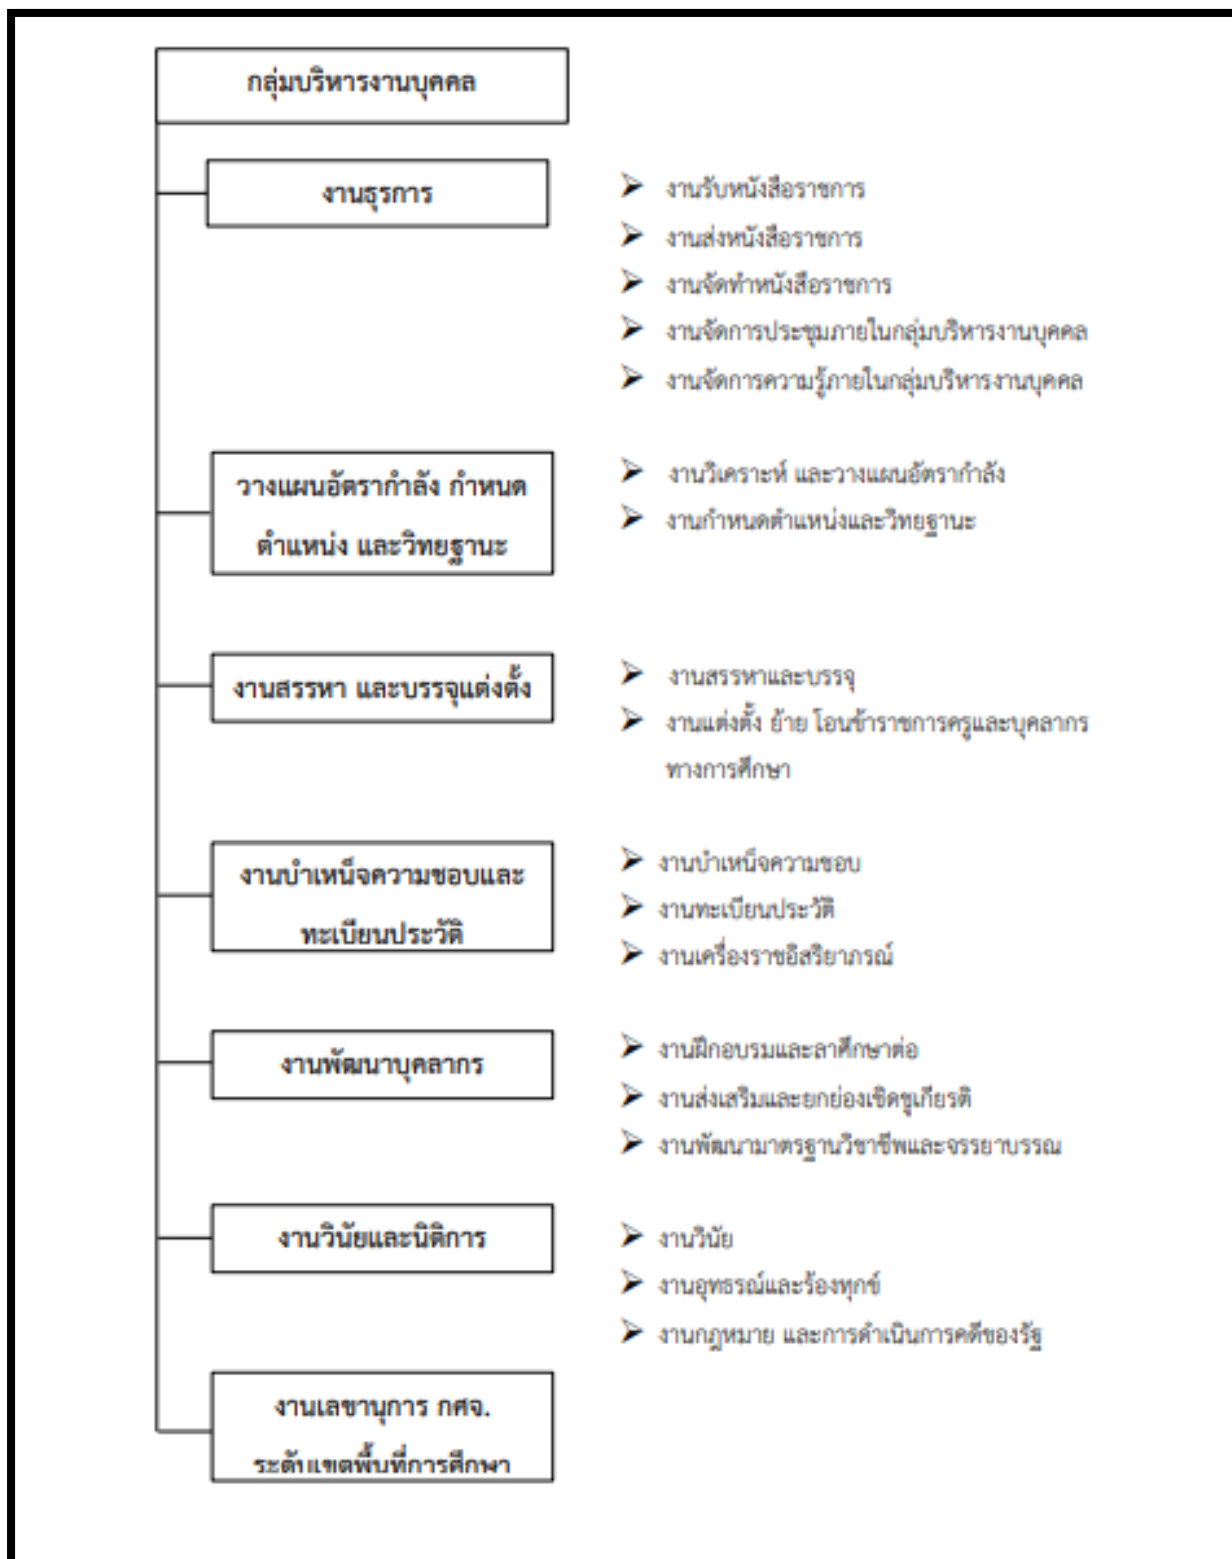 กลุ่มบริหารงานบุคคล
งานธุรการ
งานรับหนังสือราชการ
งานส่งหนังสือราชการ
งานจัดทำหนังสือราชการ
งานจัดการประชุมภายในกลุ่มบริหารงานบุคคล
งานจัดการความรู้ภายในกลุ่มบริหารงานบุคคล
วางแผนอัตรากำลัง กำหนด
ตำแหน่ง และวิทยฐานะ
งานวิเคราะห์ และวางแผนอัตรากำลัง
งานกำหนดตำแหน่งและวิทยฐานะ
งานสรรหา และบรรจุแต่งตั้ง
งานสรรหาและบรรจุ
งานแต่งตั้ง ย้าย โอนข้าราชการครูและบุคลากร
ทางการศึกษา
งานบำเหน็จความชอบและ
ทะเบียนประวัติ
งานบำเหน็จความชอบ
งานทะเบียนประวัติ
งานเครื่องราชอิสริยาภรณ์
งานพัฒนาบุคลากร
งานฝึกอบรมและลาศึกษาต่อ
งานส่งเสริมและยกย่องเชิดชูเกียรติ
งานพัฒนามาตรฐานวิชาชีพและจรรยาบรรณ
งานวินัยและนิติการ
งานวินัย
งานอุทธรณ์และร้องทุกข์
งานกฎหมาย และการดำเนินการคดีของรัฐ
งานเลขานุการ กศจ.
ระดับเขตพื้นที่การศึกษา